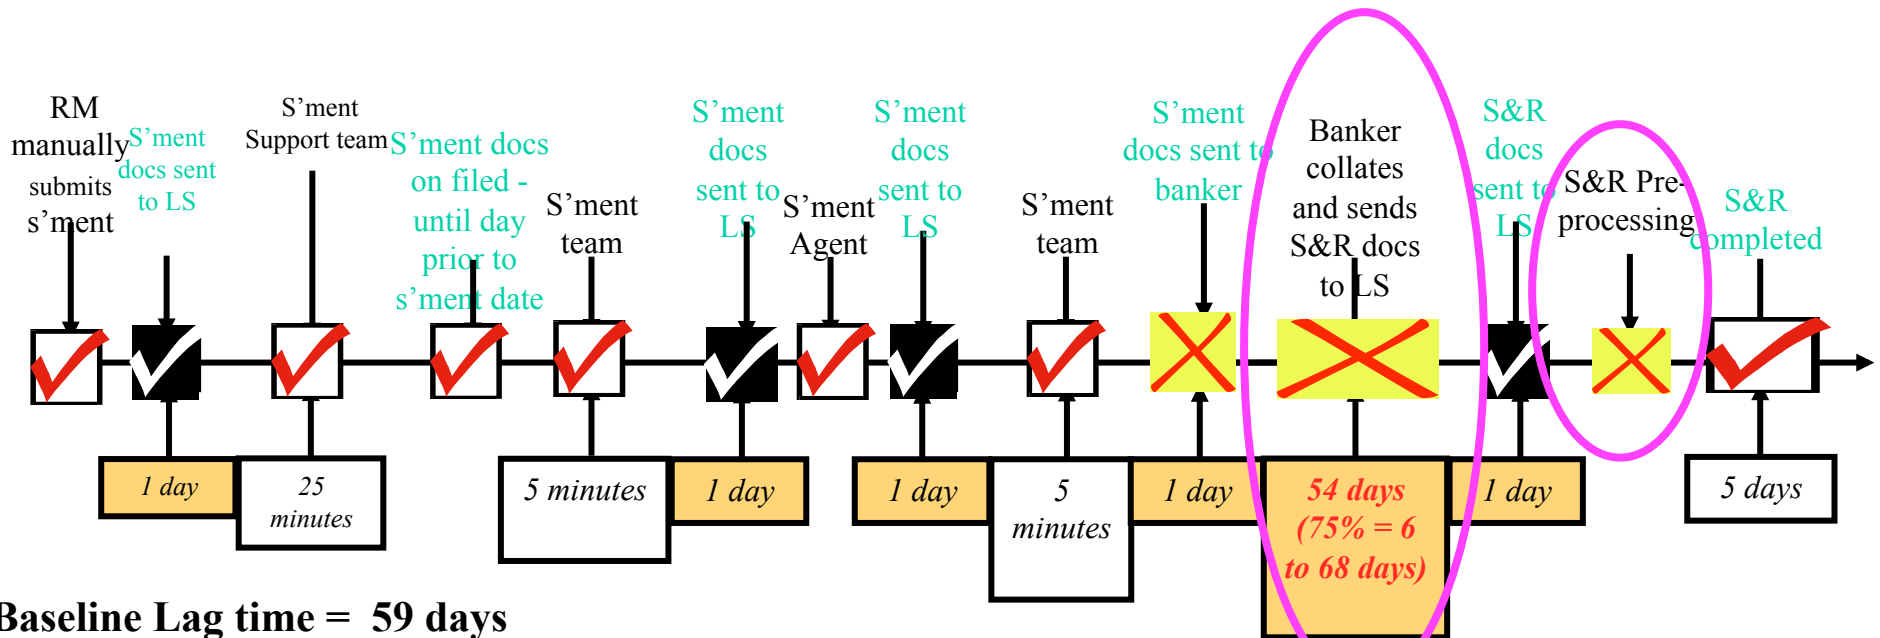 RM
manually
submits
s'ment
S'ment
docs sent
to LS
S'ment
Support team
S'ment docs
on filed -
until day
prior to
s'ment date
S'ment
team
S'ment
docs
sent to
LS
S'ment
Agent
S'ment
docs
sent to
LS
S'ment
team
S'ment
docs sent to
banker
Banker
collates
and sends
S&R docs
to LS
S&R
docs
sent to
LS
S&R Pre-
processing
S&R
completed
1 day
25
minutes
5 minutes
1 day
1 day
5
minutes
1 day
54 days
(75% = 6
to 68 days)
1 day
5 days
Baseline Lag time = 59 days